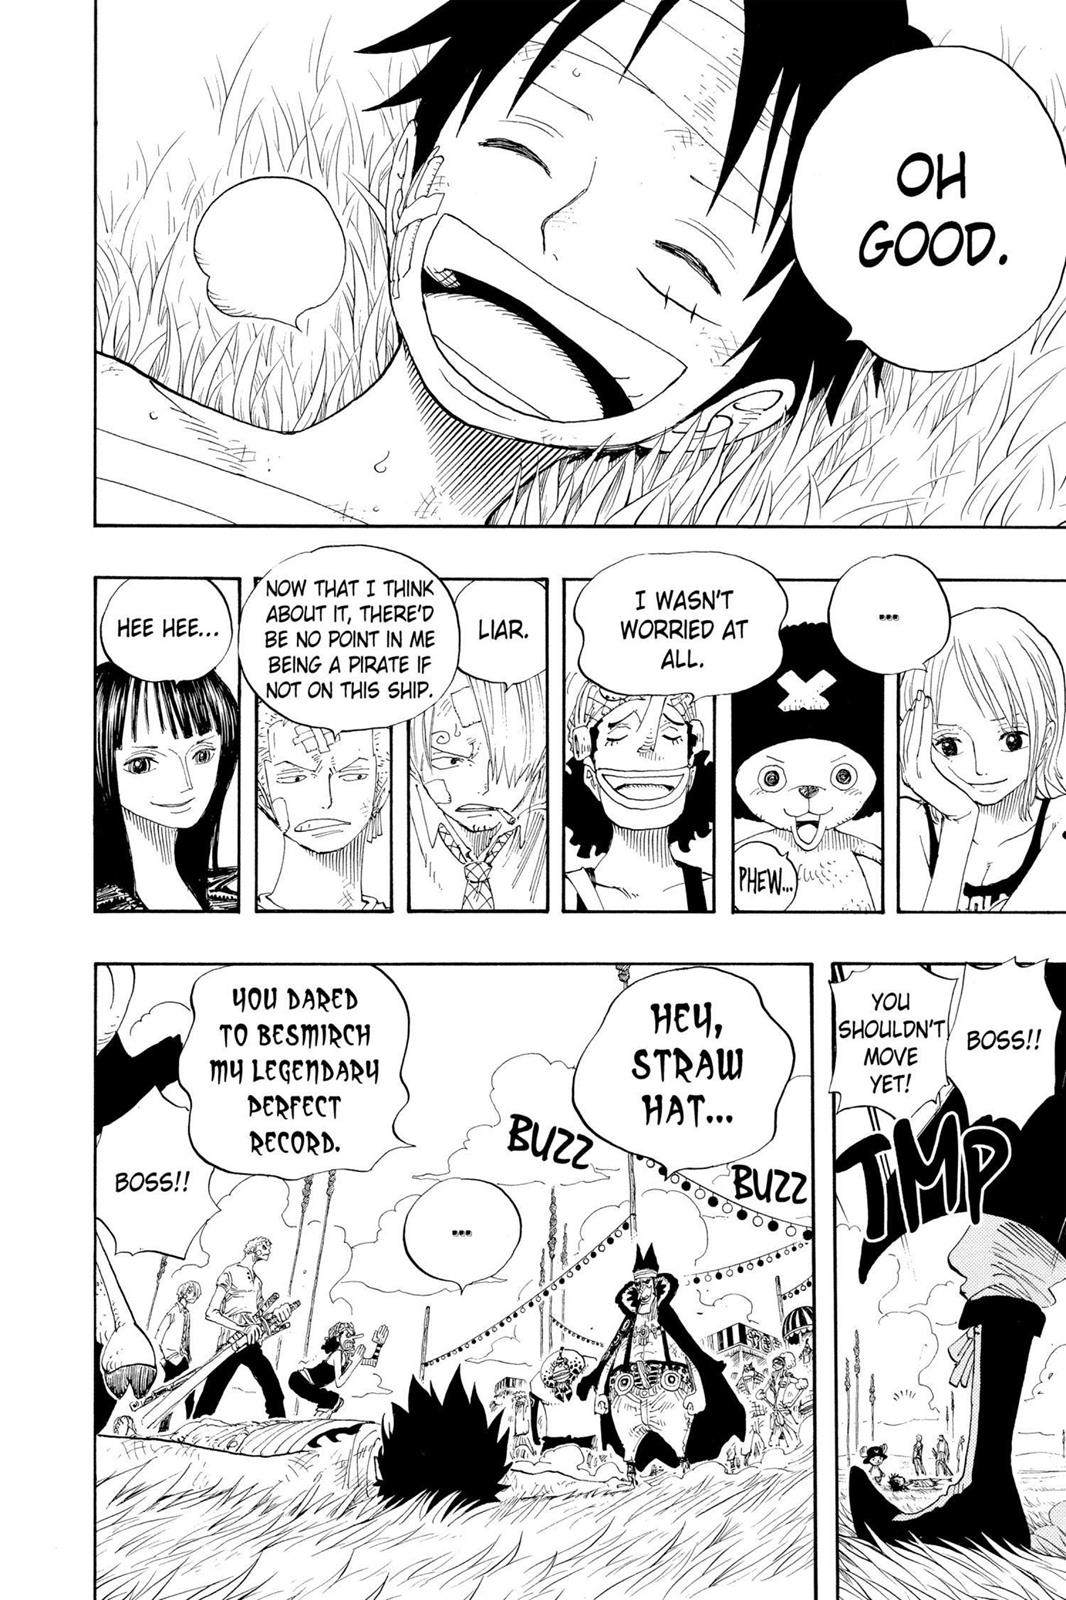 OH
GOOD.
...
I WASN'T
WORRIED AT
ALL.
PHEW...
LIAR.
NOW THAT I THINK
ABOUT IT, THERE'D
BE NO POINT IN ME
BEING A PIRATE IF
NOT ON THIS SHIP.
HEE HEE...
BOSS!!
YOU
SHOULDN'T
MOVE
YET!
TMP
HEY,
STRAW
HAT...
BUZZ
BUZZ
YOU DARED
TO BESMIRCH
MY LEGENDARY
PERFECT
RECORD.
...
BOSS!!